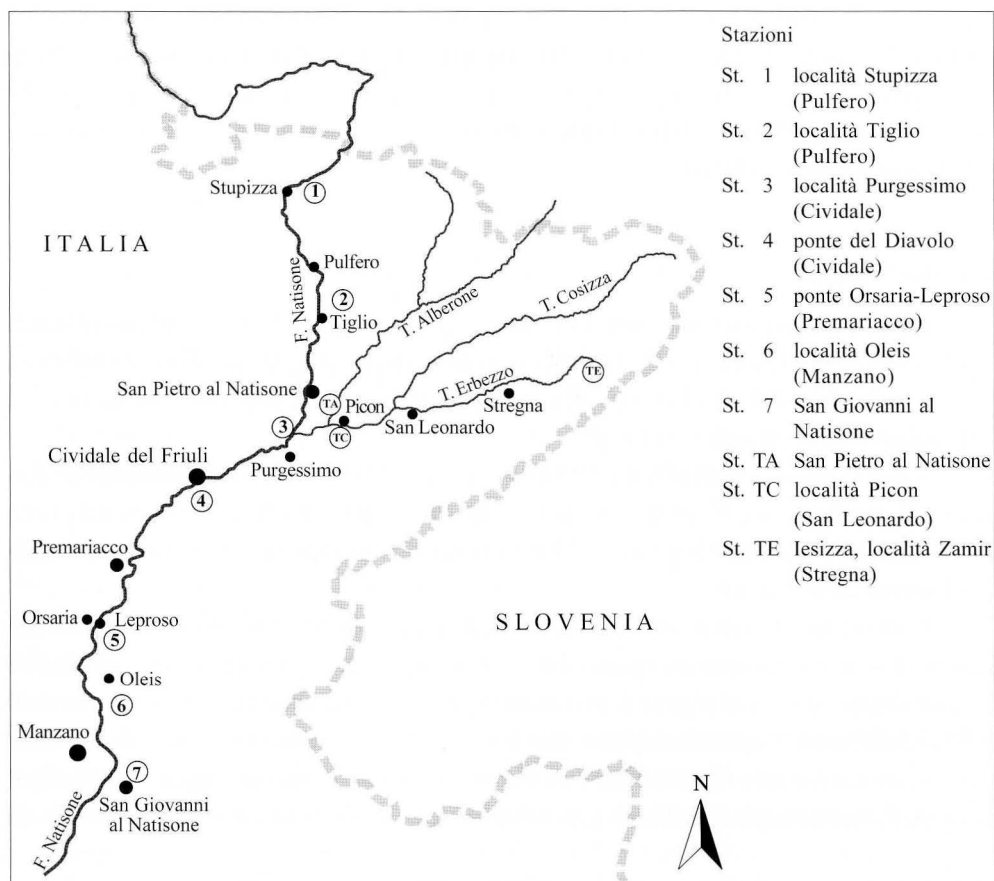 Stazioni
St. 1 località Stupizza
(Pulfero)
St. 2 località Tiglio
(Pulfero)
St. 3 località Purgessimo
(Cividale)
St. 4 ponte del Diavolo
(Cividale)
St. 5 ponte Orsaria-Leproso
(Premariacco)
St. 6 località Oleis
(Manzano)
St. 7 San Giovanni al
Natisone
St. TA San Pietro al Natisone
St. TC località Picon
(San Leonardo)
St. TE Iesizza, località Zamir
(Stregna)
Stupizza
1
ITALIA
Pulfero
F. Natisone
2
Tiglio
T. Alberone
T. Cosizza
San Pietro al Natisone
TA
Picon
T. Erbezzo
TE
Stregna
San Leonardo
3
TC
Purgessimo
Cividale del Friuli
4
Premariacco
Orsaria
Leproso
5
SLOVENIA
Oleis
6
Manzano
7
San Giovanni
al Natisone
F. Natisone
N